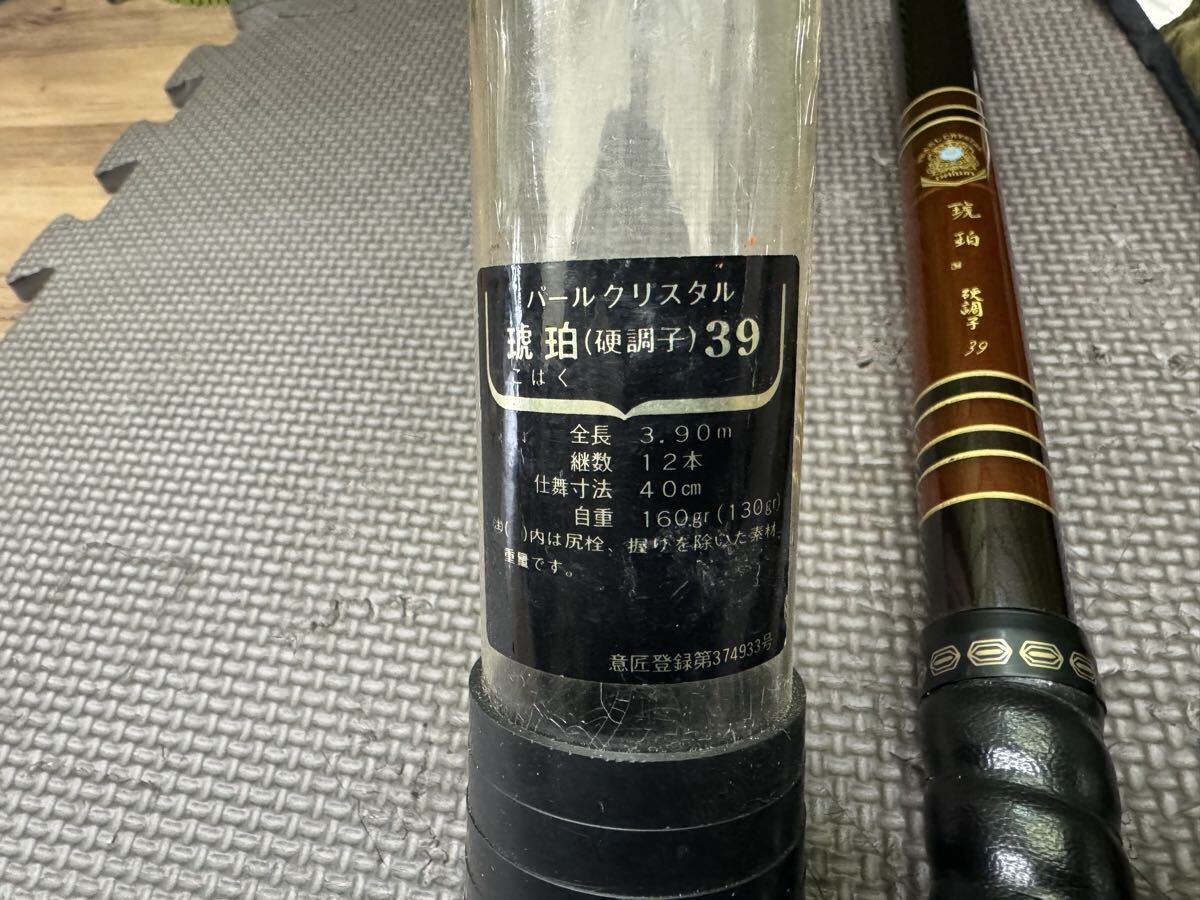 パールクリスタル
琥珀(硬調子)39
こはく
全長 3.90m
継数 12本
仕舞寸法 40cm
自重 160gr(130gr)
注( )内は尻栓、握りを除いた素材
重量です。
意匠登録第374933号
琥珀
硬調子
39